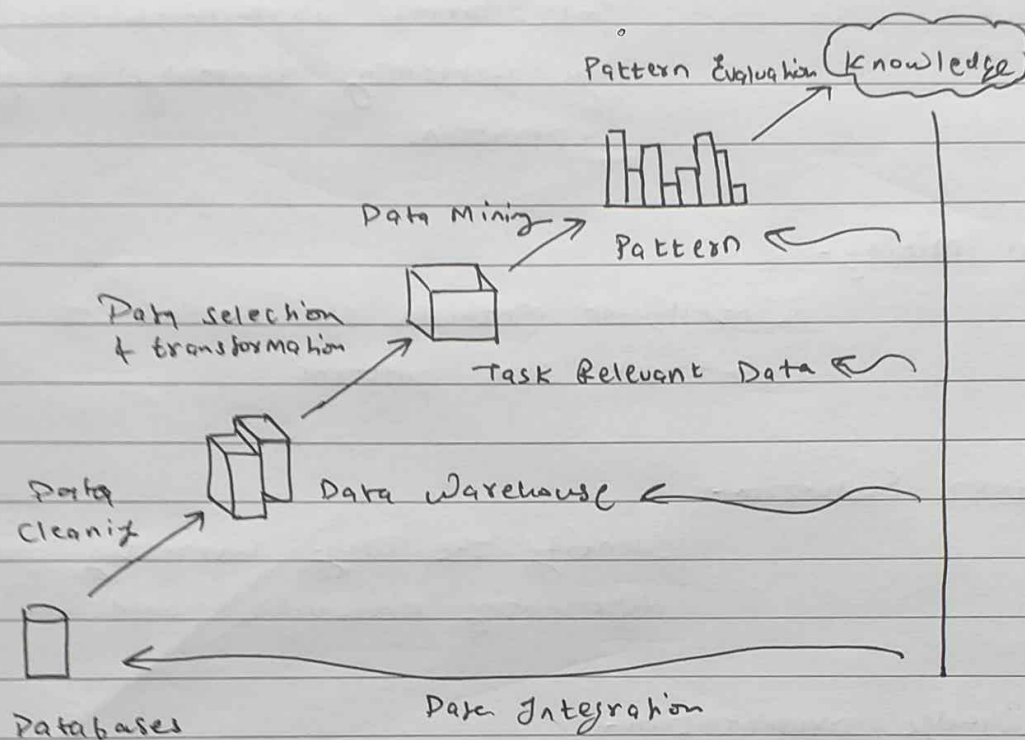 Pattern Evaluation
Knowledge
Data Mining
Pattern
Data selection
& transformation
Task Relevant Data
Data
Cleaning
Data Warehouse
Databases
Data Integration